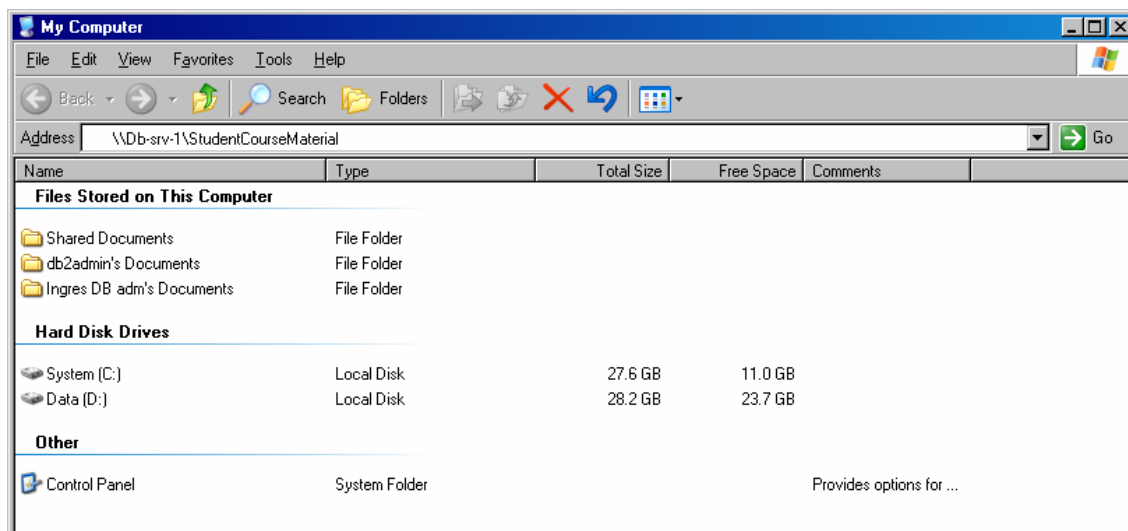 My Computer
File Edit View Favorites Tools Help
Back Search Folders
Address \\Db-srv-1\StudentCourseMaterial Go
Name Type Total Size Free Space Comments
Files Stored on This Computer
Shared Documents File Folder
db2admin's Documents File Folder
Ingres DB adm's Documents File Folder
Hard Disk Drives
System (C:) Local Disk 27.6 GB 11.0 GB
Data (D:) Local Disk 28.2 GB 23.7 GB
Other
Control Panel System Folder Provides options for ...